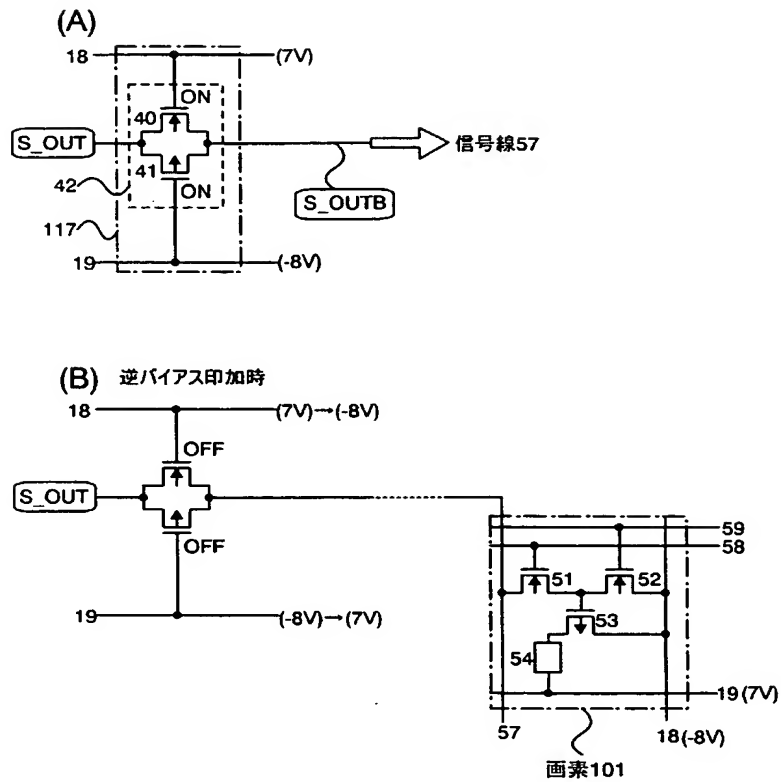 (A)
18 (7V)
ON
40
S_OUT 信号線57
41
42 ON
S_OUTB
117
19 (-8V)
(B) 逆バイアス印加時
18 (7V)→(-8V)
OFF
S_OUT
OFF
59
58
51 52
53
54
19 (-8V)→(7V)
19(7V)
57 18(-8V)
画素101